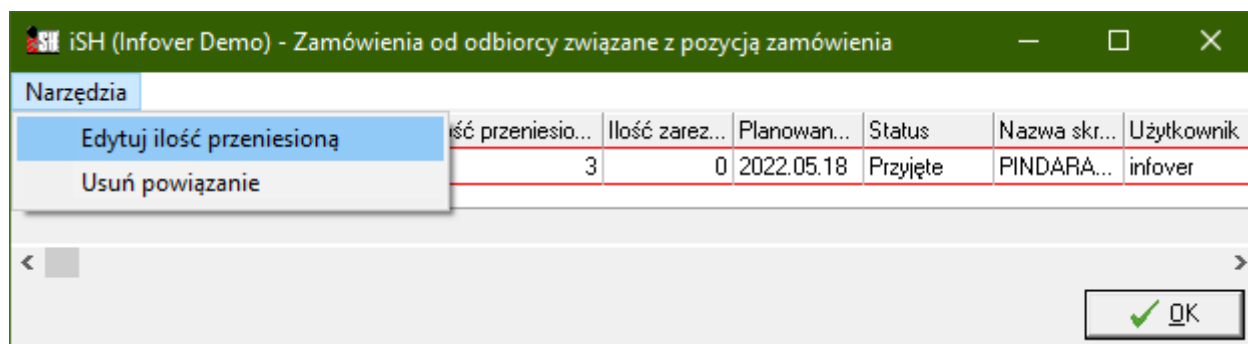 iSH (Infover Demo) - Zamówienia od odbiorcy związane z pozycją zamówienia
Narzędzia
Edytuj ilość przeniesioną
Usuń powiązanie
ść przeniesio... Ilość zarez... Planowan... Status Nazwa skr... Użytkownik
3 0 2022.05.18 Przyjęte PINDARA... infover
OK